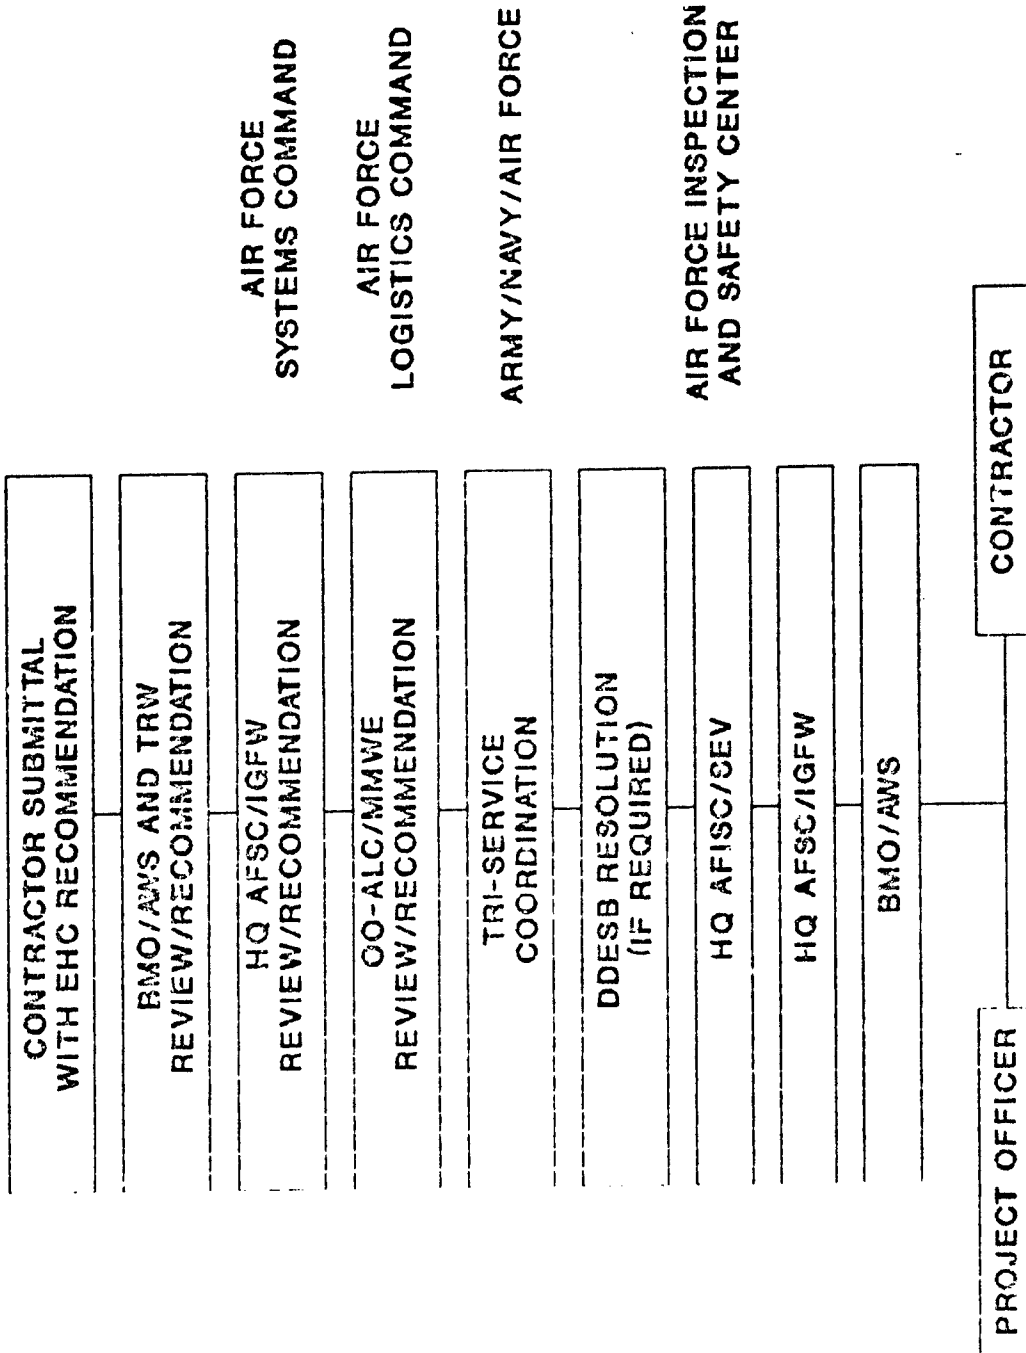 CONTRACTOR SUBMITTAL
WITH EHC RECOMMENDATION
BMO/AWS AND TRW
REVIEW/RECOMMENDATION
HQ AFSC/IGFW
REVIEW/RECOMMENDATION
AIR FORCE
SYSTEMS COMMAND
OO-ALC/MMWE
REVIEW/RECOMMENDATION
AIR FORCE
LOGISTICS COMMAND
TRI-SERVICE
COORDINATION
ARMY/NAVY/AIR FORCE
DDESB RESOLUTION
(IF REQUIRED)
HQ AFISC/SEV
AIR FORCE INSPECTION
AND SAFETY CENTER
HQ AFSC/IGFW
BMO/AWS
PROJECT OFFICER
CONTRACTOR